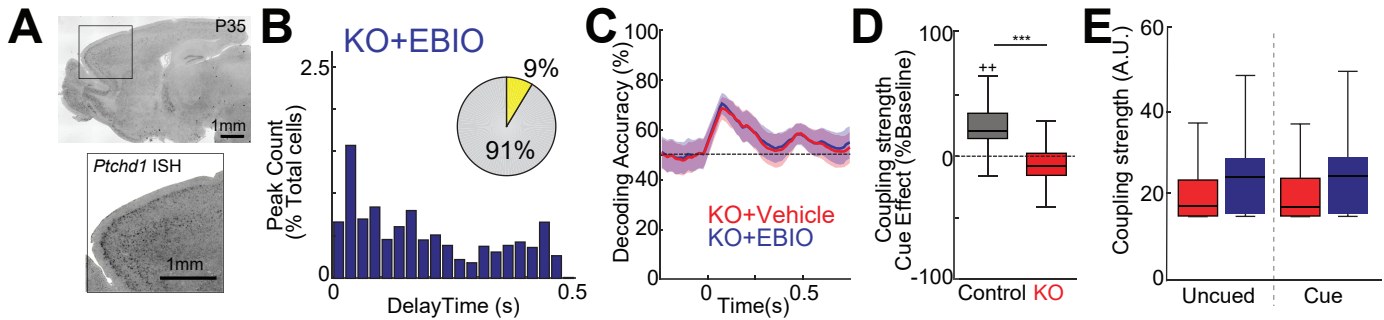 A
P35
1mm
Ptchd1 ISH
1mm
B
KO+EBIO
2.5
0
Peak Count
(% Total cells)
9%
91%
0
0.5
DelayTime (s)
C
Decoding Accuracy (%)
100
80
60
40
20
0
KO+Vehicle
KO+EBIO
0
0.5
Time(s)
D
Coupling strength
Cue Effect (%Baseline)
100
0
-100
***
++
Control KO
E
Coupling strength (A.U.)
60
40
20
0
Uncued
Cue